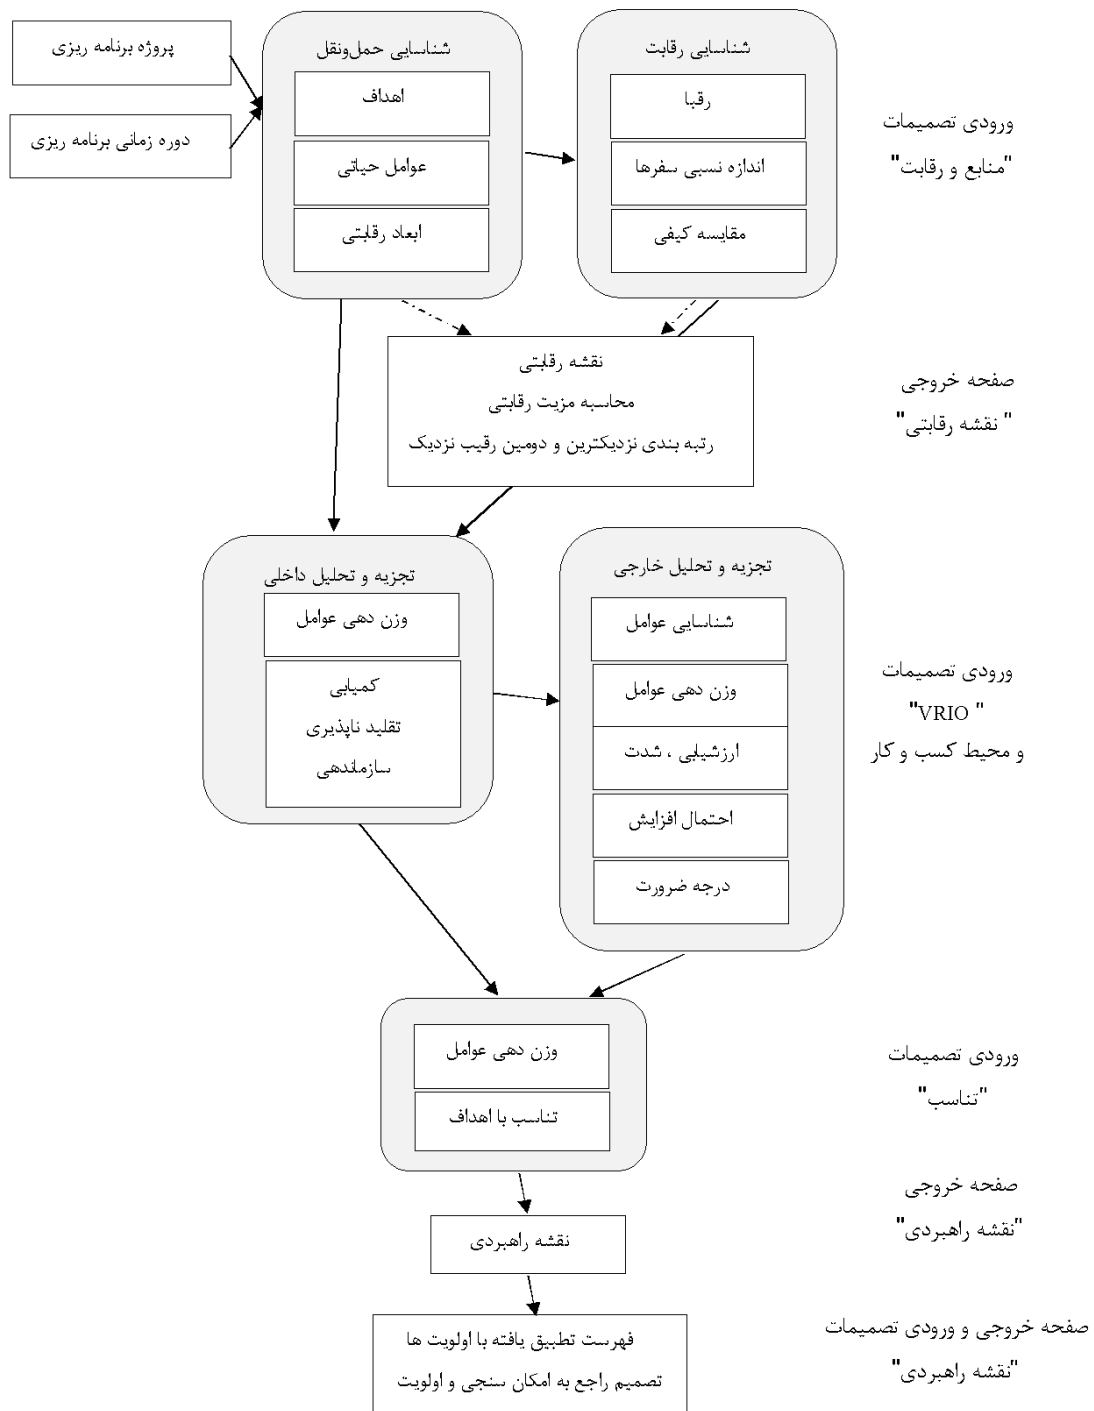 پروژه برنامه ریزی
دوره زمانی برنامه ریزی
شناسایی حمل‌ونقل
اهداف
عوامل حیاتی
ابعاد رقابتی
شناسایی رقابت
رقبا
اندازه نسبی سفرها
مقایسه کیفی
ورودی تصمیمات
"منابع و رقابت"
نقشه رقابتی
محاسبه مزیت رقابتی
رتبه بندی نزدیکترین و دومین رقیب نزدیک
صفحه خروجی
" نقشه رقابتی"
تجزیه و تحلیل داخلی
وزن دهی عوامل
کمیابی
تقلید ناپذیری
سازماندهی
تجزیه و تحلیل خارجی
شناسایی عوامل
وزن دهی عوامل
ارزشیابی ، شدت
احتمال افزایش
درجه ضرورت
ورودی تصمیمات
" VRIO"
و محیط کسب و کار
وزن دهی عوامل
تناسب با اهداف
ورودی تصمیمات
"تناسب"
نقشه راهبردی
صفحه خروجی
"نقشه راهبردی"
فهرست تطبیق یافته با اولویت ها
تصمیم راجع به امکان سنجی و اولویت
صفحه خروجی و ورودی تصمیمات
"نقشه راهبردی"